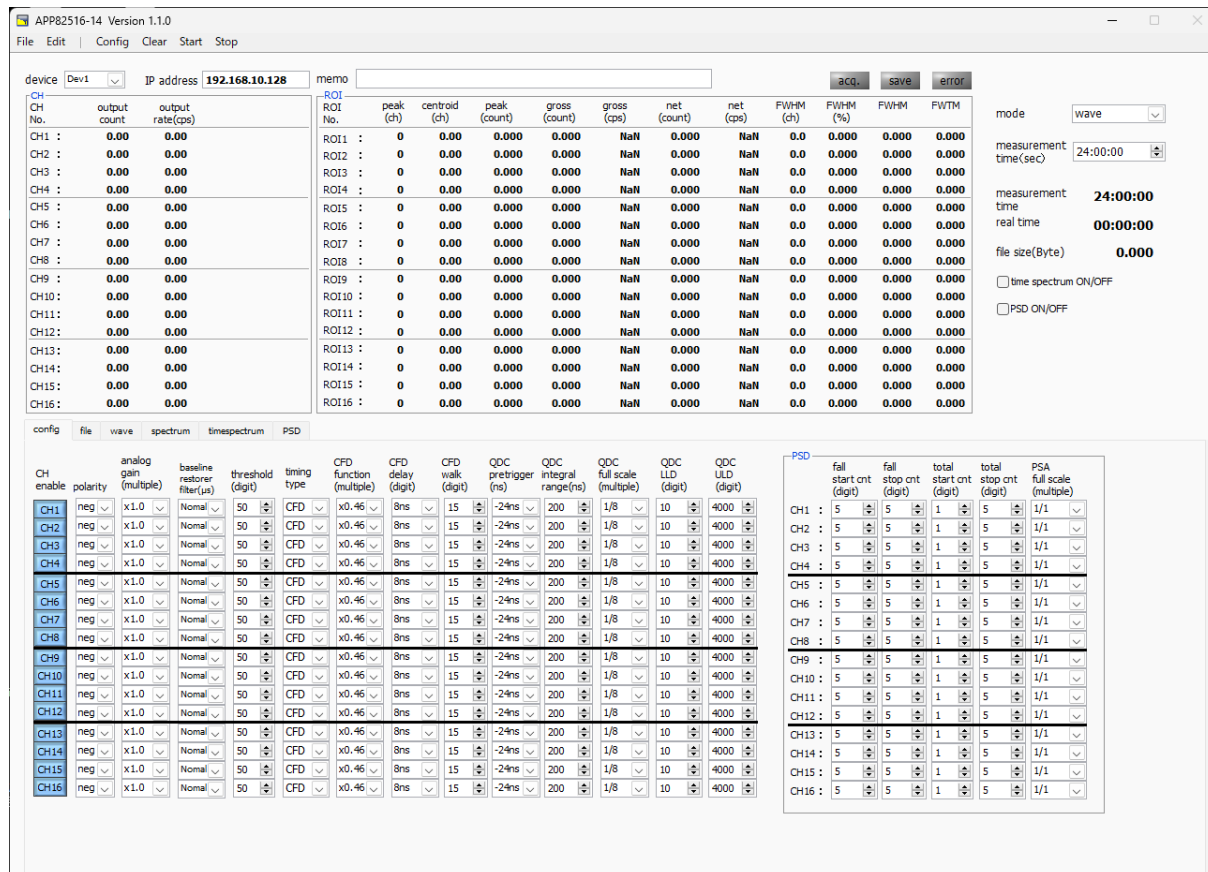 APP82516-14 Version 1.1.0
File Edit | Config Clear Start Stop
device Dev1 IP address 192.168.10.128 memo acq. save error
CH
CH No. output count output rate(cps)
CH1 : 0.00 0.00
CH2 : 0.00 0.00
CH3 : 0.00 0.00
CH4 : 0.00 0.00
CH5 : 0.00 0.00
CH6 : 0.00 0.00
CH7 : 0.00 0.00
CH8 : 0.00 0.00
CH9 : 0.00 0.00
CH10 : 0.00 0.00
CH11 : 0.00 0.00
CH12 : 0.00 0.00
CH13 : 0.00 0.00
CH14 : 0.00 0.00
CH15 : 0.00 0.00
CH16 : 0.00 0.00
ROI
ROI No. peak (ch) centroid (ch) peak (count) gross (count) gross (cps) net (count) net (cps) FWHM (ch) FWHM (%) FWHM FWTM
ROI1 : 0 0.00 0.000 0.000 NaN 0.000 NaN 0.0 0.000 0.000 0.000
ROI2 : 0 0.00 0.000 0.000 NaN 0.000 NaN 0.0 0.000 0.000 0.000
ROI3 : 0 0.00 0.000 0.000 NaN 0.000 NaN 0.0 0.000 0.000 0.000
ROI4 : 0 0.00 0.000 0.000 NaN 0.000 NaN 0.0 0.000 0.000 0.000
ROI5 : 0 0.00 0.000 0.000 NaN 0.000 NaN 0.0 0.000 0.000 0.000
ROI6 : 0 0.00 0.000 0.000 NaN 0.000 NaN 0.0 0.000 0.000 0.000
ROI7 : 0 0.00 0.000 0.000 NaN 0.000 NaN 0.0 0.000 0.000 0.000
ROI8 : 0 0.00 0.000 0.000 NaN 0.000 NaN 0.0 0.000 0.000 0.000
ROI9 : 0 0.00 0.000 0.000 NaN 0.000 NaN 0.0 0.000 0.000 0.000
ROI10 : 0 0.00 0.000 0.000 NaN 0.000 NaN 0.0 0.000 0.000 0.000
ROI11 : 0 0.00 0.000 0.000 NaN 0.000 NaN 0.0 0.000 0.000 0.000
ROI12 : 0 0.00 0.000 0.000 NaN 0.000 NaN 0.0 0.000 0.000 0.000
ROI13 : 0 0.00 0.000 0.000 NaN 0.000 NaN 0.0 0.000 0.000 0.000
ROI14 : 0 0.00 0.000 0.000 NaN 0.000 NaN 0.0 0.000 0.000 0.000
ROI15 : 0 0.00 0.000 0.000 NaN 0.000 NaN 0.0 0.000 0.000 0.000
ROI16 : 0 0.00 0.000 0.000 NaN 0.000 NaN 0.0 0.000 0.000 0.000
mode wave
measurement time(sec) 24:00:00
measurement time 24:00:00
real time 00:00:00
file size(Byte) 0.000
time spectrum ON/OFF
PSD ON/OFF
config file wave spectrum timespectrum PSD
CH enable polarity analog gain (multiple) baseline restorer filter(μs) threshold (digit) timing type CFD function (multiple) CFD delay (digit) CFD walk (digit) QDC pretrigger (ns) QDC integral range(ns) QDC full scale (multiple) QDC LLD (digit) QDC ULD (digit)
CH1 neg x1.0 Nomal 50 CFD x0.46 8ns 15 -24ns 200 1/8 10 4000
CH2 neg x1.0 Nomal 50 CFD x0.46 8ns 15 -24ns 200 1/8 10 4000
CH3 neg x1.0 Nomal 50 CFD x0.46 8ns 15 -24ns 200 1/8 10 4000
CH4 neg x1.0 Nomal 50 CFD x0.46 8ns 15 -24ns 200 1/8 10 4000
CH5 neg x1.0 Nomal 50 CFD x0.46 8ns 15 -24ns 200 1/8 10 4000
CH6 neg x1.0 Nomal 50 CFD x0.46 8ns 15 -24ns 200 1/8 10 4000
CH7 neg x1.0 Nomal 50 CFD x0.46 8ns 15 -24ns 200 1/8 10 4000
CH8 neg x1.0 Nomal 50 CFD x0.46 8ns 15 -24ns 200 1/8 10 4000
CH9 neg x1.0 Nomal 50 CFD x0.46 8ns 15 -24ns 200 1/8 10 4000
CH10 neg x1.0 Nomal 50 CFD x0.46 8ns 15 -24ns 200 1/8 10 4000
CH11 neg x1.0 Nomal 50 CFD x0.46 8ns 15 -24ns 200 1/8 10 4000
CH12 neg x1.0 Nomal 50 CFD x0.46 8ns 15 -24ns 200 1/8 10 4000
CH13 neg x1.0 Nomal 50 CFD x0.46 8ns 15 -24ns 200 1/8 10 4000
CH14 neg x1.0 Nomal 50 CFD x0.46 8ns 15 -24ns 200 1/8 10 4000
CH15 neg x1.0 Nomal 50 CFD x0.46 8ns 15 -24ns 200 1/8 10 4000
CH16 neg x1.0 Nomal 50 CFD x0.46 8ns 15 -24ns 200 1/8 10 4000
PSD
fall start cnt (digit) fall stop cnt (digit) total start cnt (digit) total stop cnt (digit) PSA full scale (multiple)
CH1 : 5 5 1 5 1/1
CH2 : 5 5 1 5 1/1
CH3 : 5 5 1 5 1/1
CH4 : 5 5 1 5 1/1
CH5 : 5 5 1 5 1/1
CH6 : 5 5 1 5 1/1
CH7 : 5 5 1 5 1/1
CH8 : 5 5 1 5 1/1
CH9 : 5 5 1 5 1/1
CH10 : 5 5 1 5 1/1
CH11 : 5 5 1 5 1/1
CH12 : 5 5 1 5 1/1
CH13 : 5 5 1 5 1/1
CH14 : 5 5 1 5 1/1
CH15 : 5 5 1 5 1/1
CH16 : 5 5 1 5 1/1